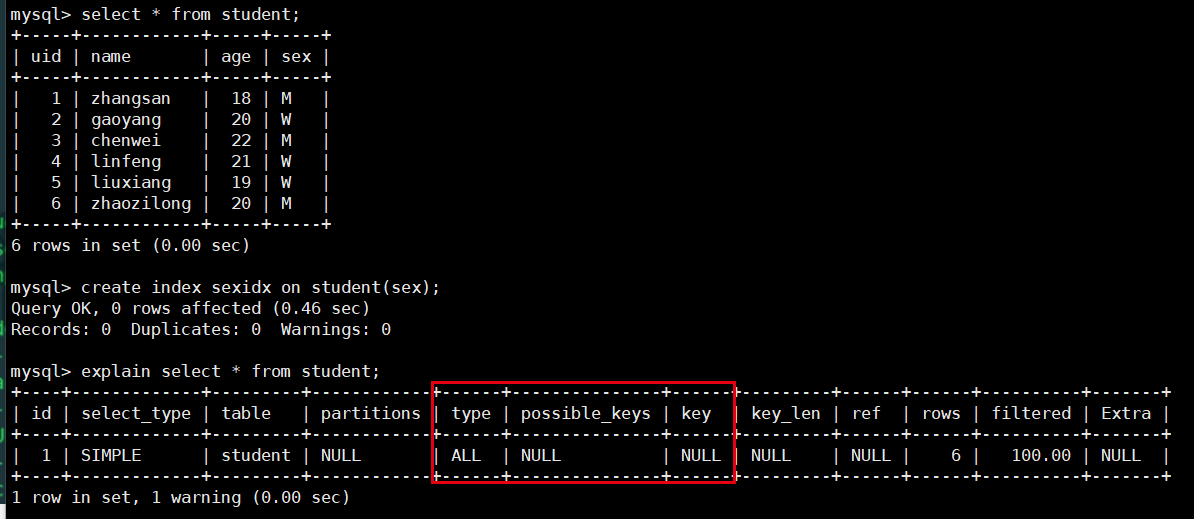 mysql> select * from student;
+-----+------------+-----+-----+
| uid | name       | age | sex |
+-----+------------+-----+-----+
|   1 | zhangsan   |  18 | M   |
|   2 | gaoyang    |  20 | W   |
|   3 | chenwei    |  22 | M   |
|   4 | linfeng    |  21 | W   |
|   5 | liuxiang   |  19 | W   |
|   6 | zhaozilong |  20 | M   |
+-----+------------+-----+-----+
6 rows in set (0.00 sec)

mysql> create index sexidx on student(sex);
Query OK, 0 rows affected (0.46 sec)
Records: 0  Duplicates: 0  Warnings: 0

mysql> explain select * from student;
+----+-------------+---------+------------+------+---------------+------+---------+------+------+----------+-------+
| id | select_type | table   | partitions | type | possible_keys | key  | key_len | ref  | rows | filtered | Extra |
+----+-------------+---------+------------+------+---------------+------+---------+------+------+----------+-------+
|  1 | SIMPLE      | student | NULL       | ALL  | NULL          | NULL | NULL    | NULL |    6 |   100.00 | NULL  |
+----+-------------+---------+------------+------+---------------+------+---------+------+------+----------+-------+
1 row in set, 1 warning (0.00 sec)